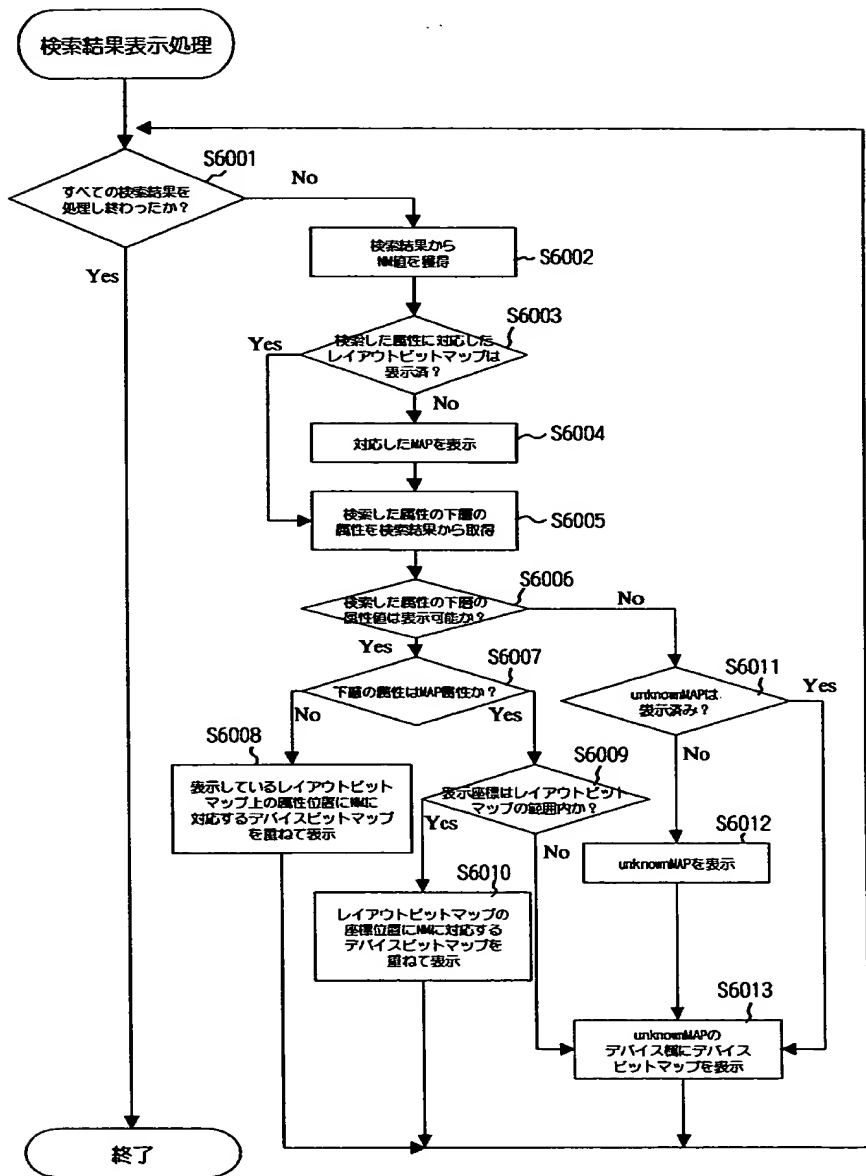 検索結果表示処理
S6001
すべての検索結果を
処理し終わったか?
No
Yes
検索結果から
NM値を獲得
S6002
S6003
検索した属性に対応した
レイアウトビットマップは
表示済?
Yes
No
対応したMAPを表示
S6004
検索した属性の下層の
属性を検索結果から取得
S6005
S6006
検索した属性の下層の
属性値は表示可能か?
No
Yes
S6007
下層の属性はMAP属性か?
No
Yes
S6011
unknownMAPは
表示済み?
Yes
No
S6008
表示しているレイアウトビット
マップ上の属性位置にNMに
対応するデバイスビットマップ
を重ねて表示
S6009
表示座標はレイアウトビット
マップの範囲内か?
Yes
No
S6012
unknownMAPを表示
S6010
レイアウトビットマップの
座標位置にNMに対応する
デバイスビットマップを
重ねて表示
S6013
unknownMAPの
デバイス欄にデバイス
ビットマップを表示
終了